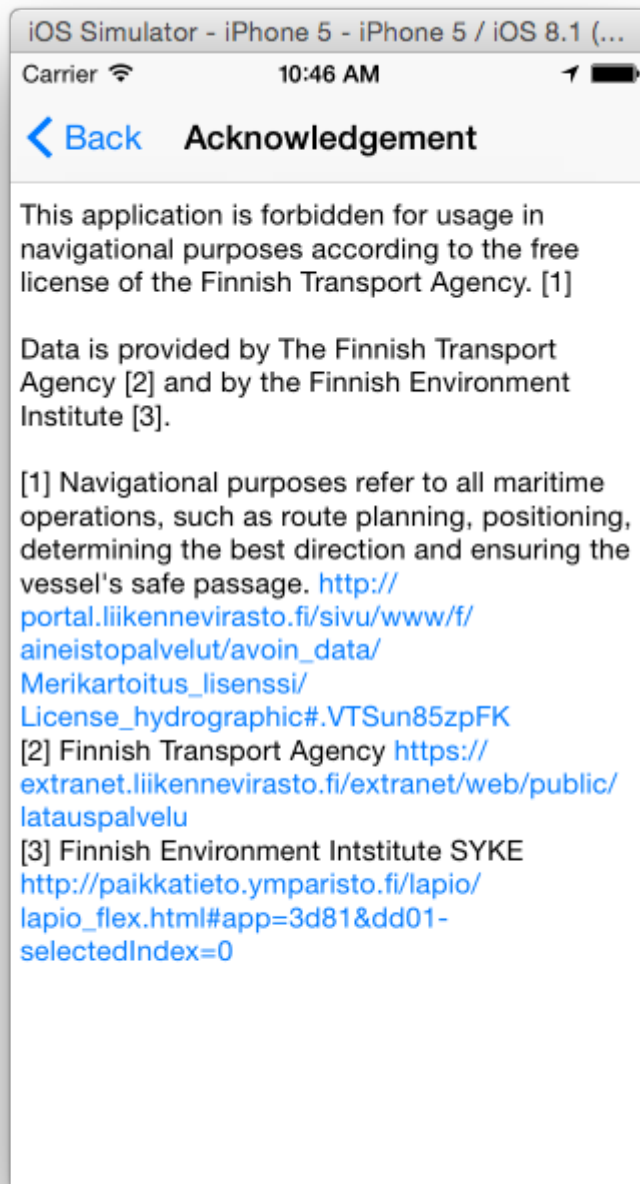 iOS Simulator - iPhone 5 - iPhone 5 / iOS 8.1 (...
Carrier 10:46 AM
Back Acknowledgement
This application is forbidden for usage in
navigational purposes according to the free
license of the Finnish Transport Agency. [1]
Data is provided by The Finnish Transport
Agency [2] and by the Finnish Environment
Institute [3].
[1] Navigational purposes refer to all maritime
operations, such as route planning, positioning,
determining the best direction and ensuring the
vessel's safe passage. http://
portal.liikennevirasto.fi/sivu/www/f/
aineistopalvelut/avoin_data/
Merikartoitus_lisenssi/
License_hydrographic#.VTSun85zpFK
[2] Finnish Transport Agency https://
extranet.liikennevirasto.fi/extranet/web/public/
latauspalvelu
[3] Finnish Environment Intstitute SYKE
http://paikkatieto.ymparisto.fi/lapio/
lapio_flex.html#app=3d81&dd01-
selectedIndex=0